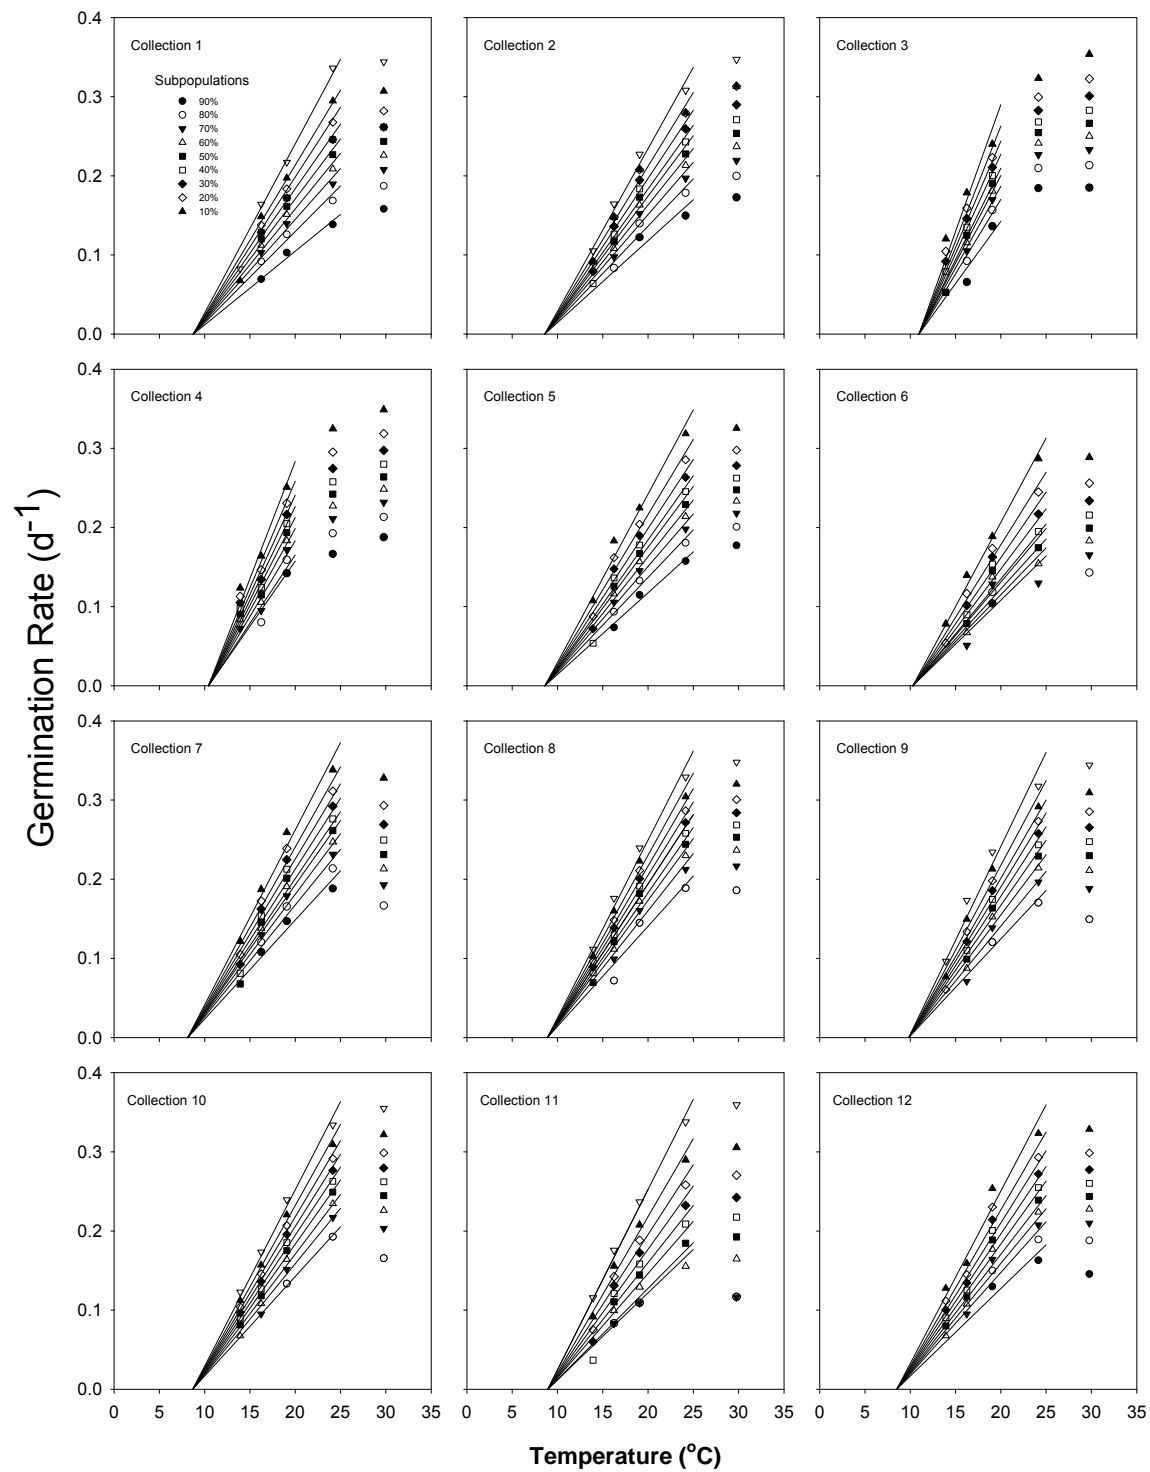 0.4
Collection 1
Collection 2
Collection 3
Subpopulations
90%
80%
70%
60%
50%
40%
30%
20%
10%
0.3
0.2
0.1
0.0
0.4
Collection 4
Collection 5
Collection 6
0.3
0.2
0.1
0.0
Germination Rate (d⁻¹)
0.4
Collection 7
Collection 8
Collection 9
0.3
0.2
0.1
0.0
0.4
Collection 10
Collection 11
Collection 12
0.3
0.2
0.1
0.0
0 5 10 15 20 25 30 35 0 5 10 15 20 25 30 35 0 5 10 15 20 25 30 35
Temperature (°C)